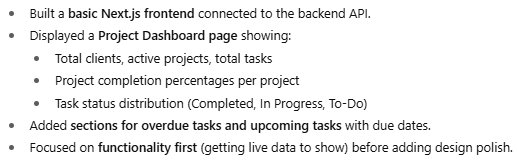 • Built a basic Next.js frontend connected to the backend API.
• Displayed a Project Dashboard page showing:
• Total clients, active projects, total tasks
• Project completion percentages per project
• Task status distribution (Completed, In Progress, To-Do)
• Added sections for overdue tasks and upcoming tasks with due dates.
• Focused on functionality first (getting live data to show) before adding design polish.